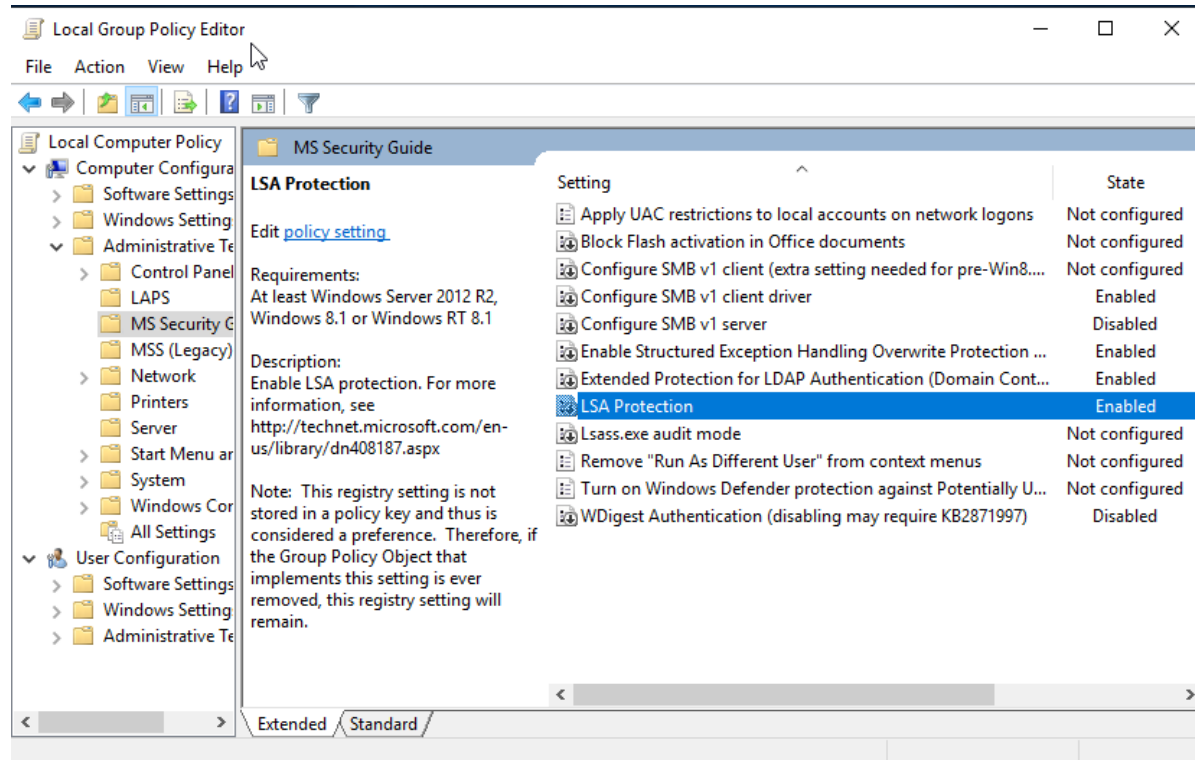 Local Group Policy Editor
File Action View Help
Local Computer Policy
Computer Configura
Software Settings
Windows Setting
Administrative Te
Control Panel
LAPS
MS Security G
MSS (Legacy)
Network
Printers
Server
Start Menu ar
System
Windows Cor
All Settings
User Configuration
Software Settings
Windows Setting
Administrative Te
MS Security Guide
LSA Protection
Edit policy setting
Requirements:
At least Windows Server 2012 R2,
Windows 8.1 or Windows RT 8.1
Description:
Enable LSA protection. For more
information, see
http://technet.microsoft.com/en-
us/library/dn408187.aspx
Note: This registry setting is not
stored in a policy key and thus is
considered a preference. Therefore, if
the Group Policy Object that
implements this setting is ever
removed, this registry setting will
remain.
Setting State
Apply UAC restrictions to local accounts on network logons Not configured
Block Flash activation in Office documents Not configured
Configure SMB v1 client (extra setting needed for pre-Win8.... Not configured
Configure SMB v1 client driver Enabled
Configure SMB v1 server Disabled
Enable Structured Exception Handling Overwrite Protection ... Enabled
Extended Protection for LDAP Authentication (Domain Cont... Enabled
LSA Protection Enabled
Lsass.exe audit mode Not configured
Remove "Run As Different User" from context menus Not configured
Turn on Windows Defender protection against Potentially U... Not configured
WDigest Authentication (disabling may require KB2871997) Disabled
Extended Standard